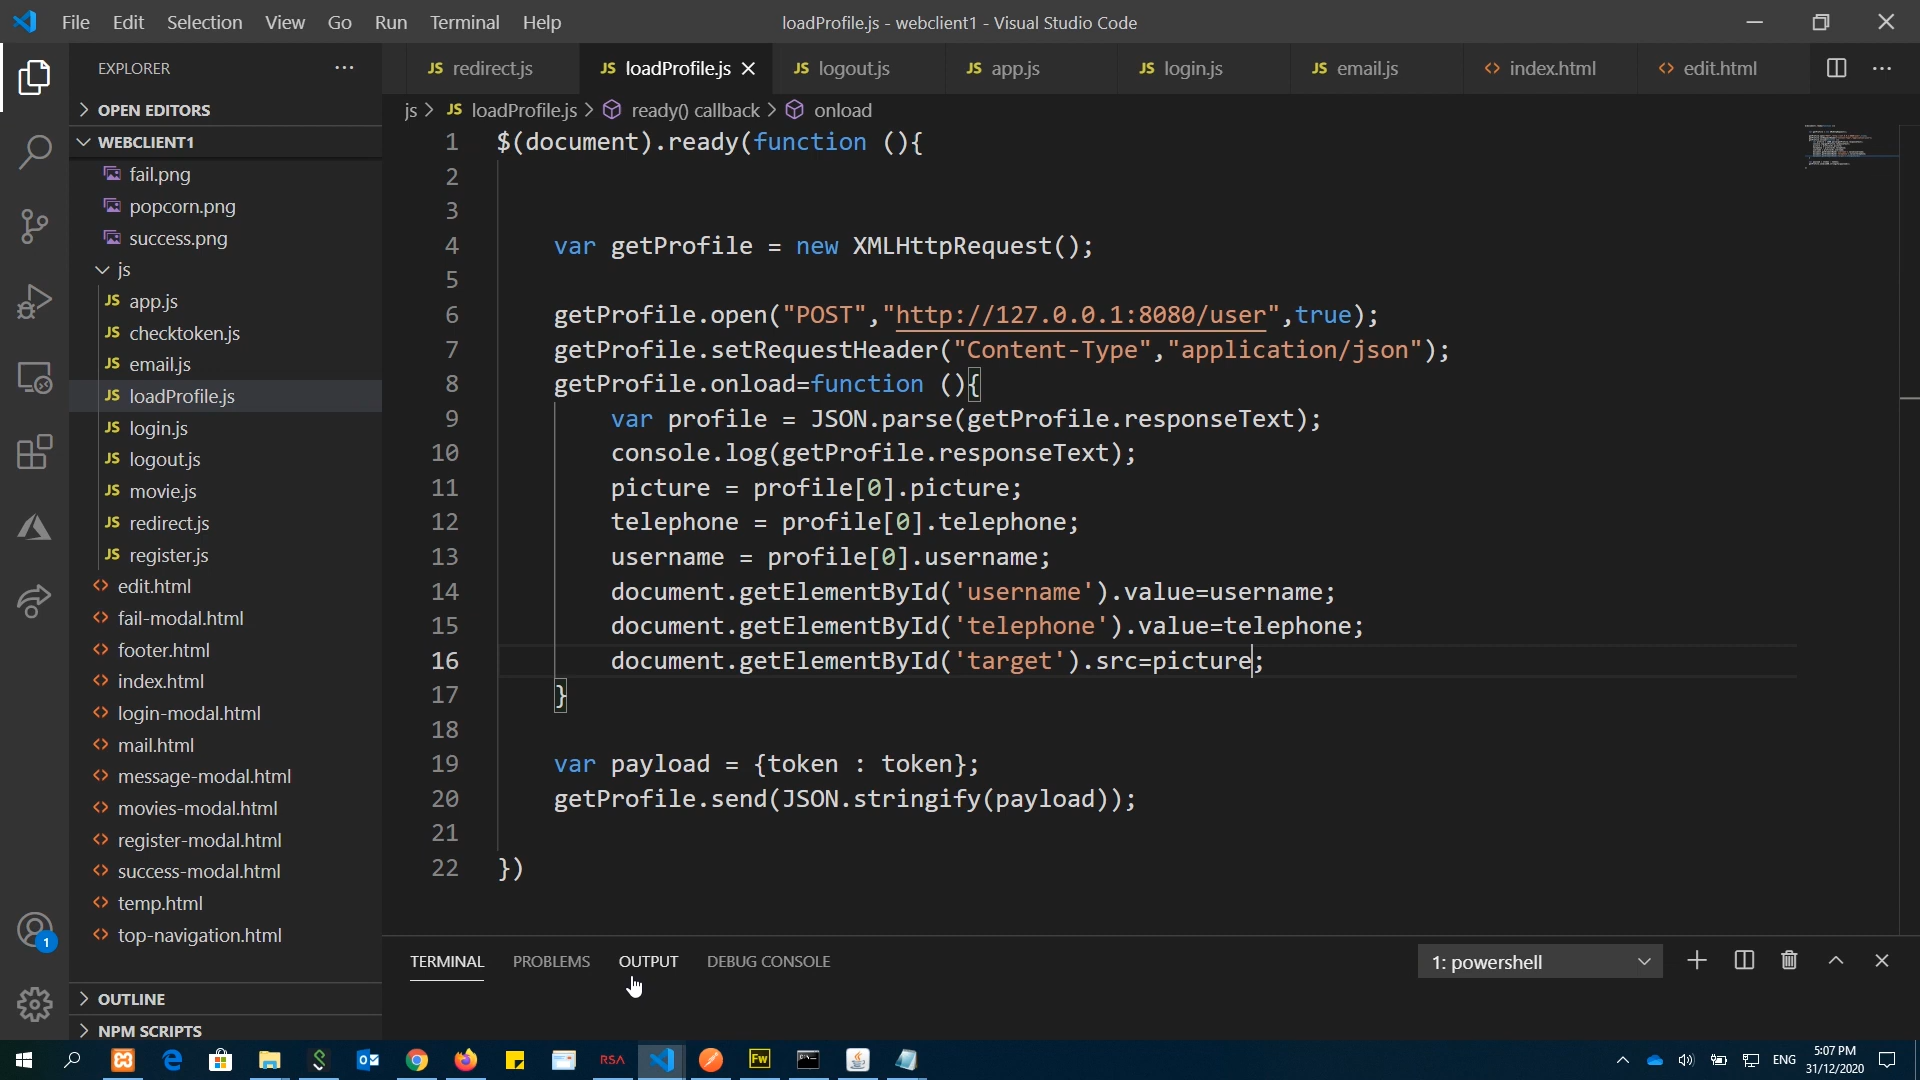 File Edit Selection View Go Run Terminal Help
loadProfile.js - webclient1 - Visual Studio Code
EXPLORER
OPEN EDITORS
WEBCLIENT1
fail.png
popcorn.png
success.png
js
JS app.js
JS checktoken.js
JS email.js
JS loadProfile.js
JS login.js
JS logout.js
JS movie.js
JS redirect.js
JS register.js
edit.html
fail-modal.html
footer.html
index.html
login-modal.html
mail.html
message-modal.html
movies-modal.html
register-modal.html
success-modal.html
temp.html
top-navigation.html
OUTLINE
NPM SCRIPTS
1
JS redirect.js JS loadProfile.js JS logout.js JS app.js JS login.js JS email.js index.html edit.html
js > JS loadProfile.js > ready() callback > onload
1 $(document).ready(function (){
2
3
4 var getProfile = new XMLHttpRequest();
5
6 getProfile.open("POST","http://127.0.0.1:8080/user",true);
7 getProfile.setRequestHeader("Content-Type","application/json");
8 getProfile.onload=function (){
9 var profile = JSON.parse(getProfile.responseText);
10 console.log(getProfile.responseText);
11 picture = profile[0].picture;
12 telephone = profile[0].telephone;
13 username = profile[0].username;
14 document.getElementById('username').value=username;
15 document.getElementById('telephone').value=telephone;
16 document.getElementById('target').src=picture;
17 }
18
19 var payload = {token : token};
20 getProfile.send(JSON.stringify(payload));
21
22 })
TERMINAL PROBLEMS OUTPUT DEBUG CONSOLE
1: powershell
RSA
Fw
ENG
5:07 PM
31/12/2020